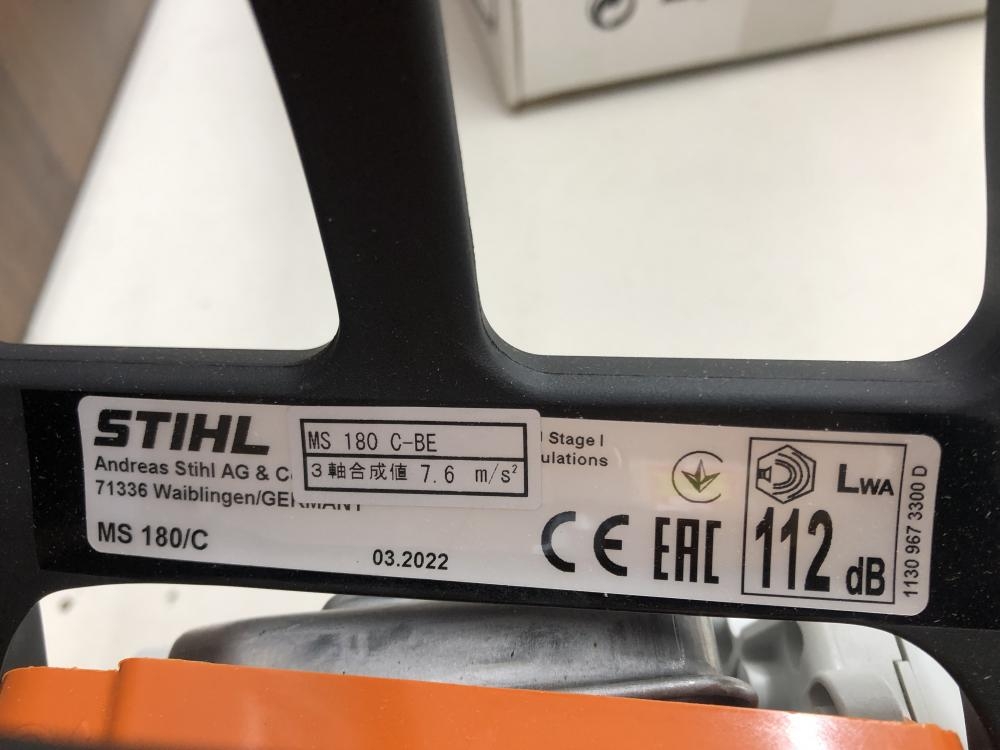 STIHL
Andreas Stihl AG & C
71336 Waiblingen/GERMANY
MS 180/C
MS 180 C-BE
3軸合成値 7.6 m/s²
Stage I
ulations
03.2022
CE EAC
LWA
112 dB
1130 967 3300 D